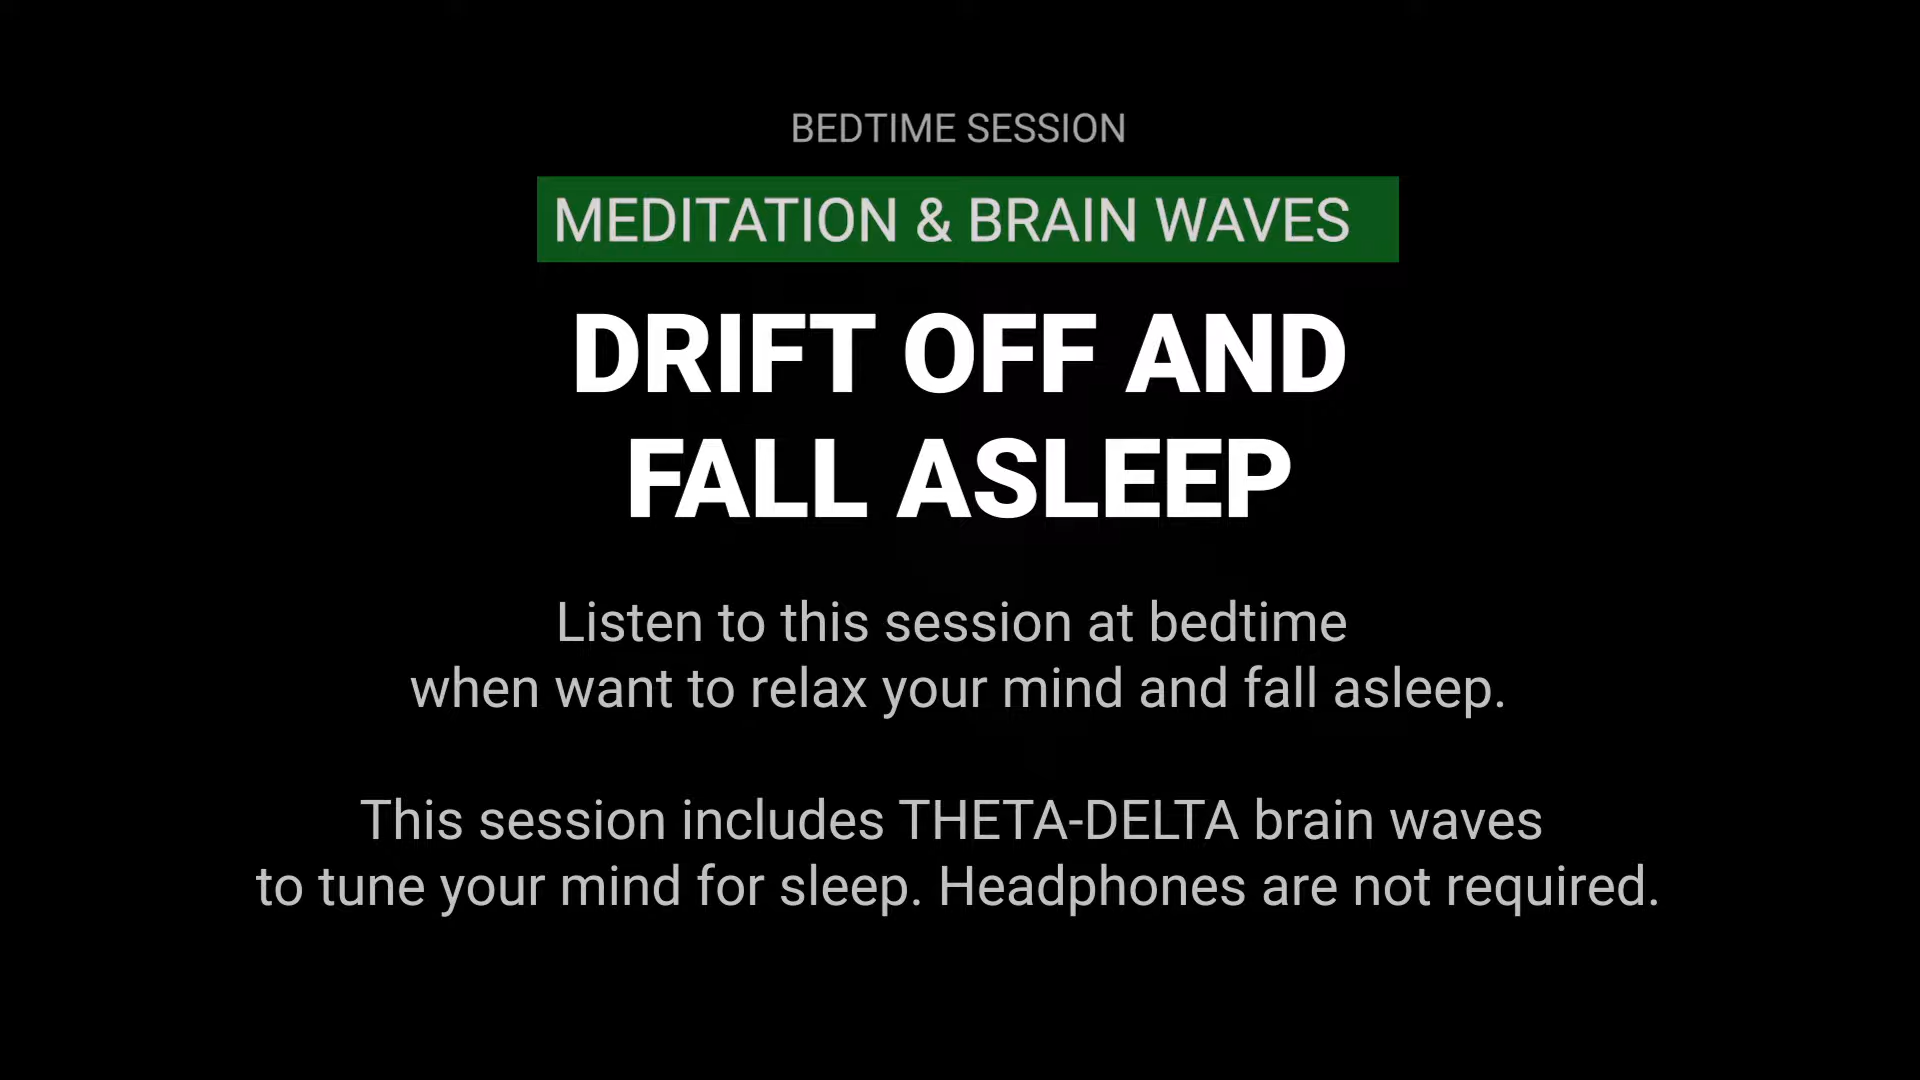 BEDTIME SESSION
MEDITATION & BRAIN WAVES
DRIFT OFF AND
FALL ASLEEP
Listen to this session at bedtime
when want to relax your mind and fall asleep.
This session includes THETA-DELTA brain waves
to tune your mind for sleep. Headphones are not required.